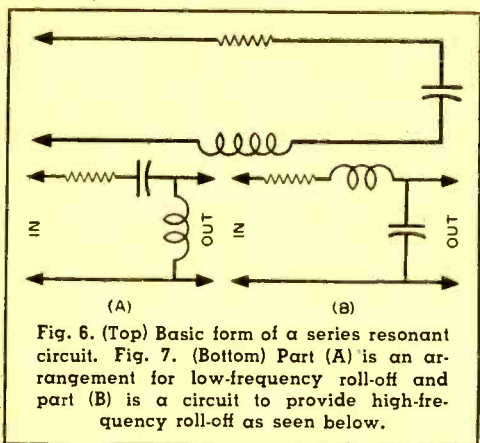 IN
OUT
IN
OUT
(A)
(B)
Fig. 6. (Top) Basic form of a series resonant
circuit. Fig. 7. (Bottom) Part (A) is an ar-
rangement for low-frequency roll-off and
part (B) is a circuit to provide high-fre-
quency roll-off as seen below.